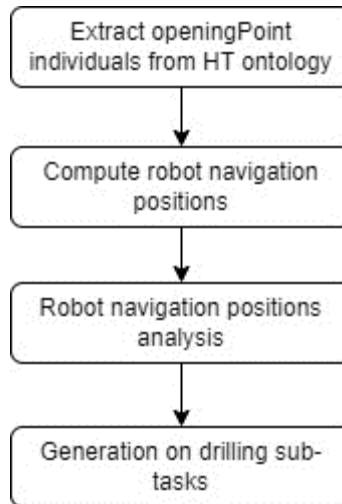 Extract openingPoint
individuals from HT ontology
Compute robot navigation
positions
Robot navigation positions
analysis
Generation on drilling sub-
tasks